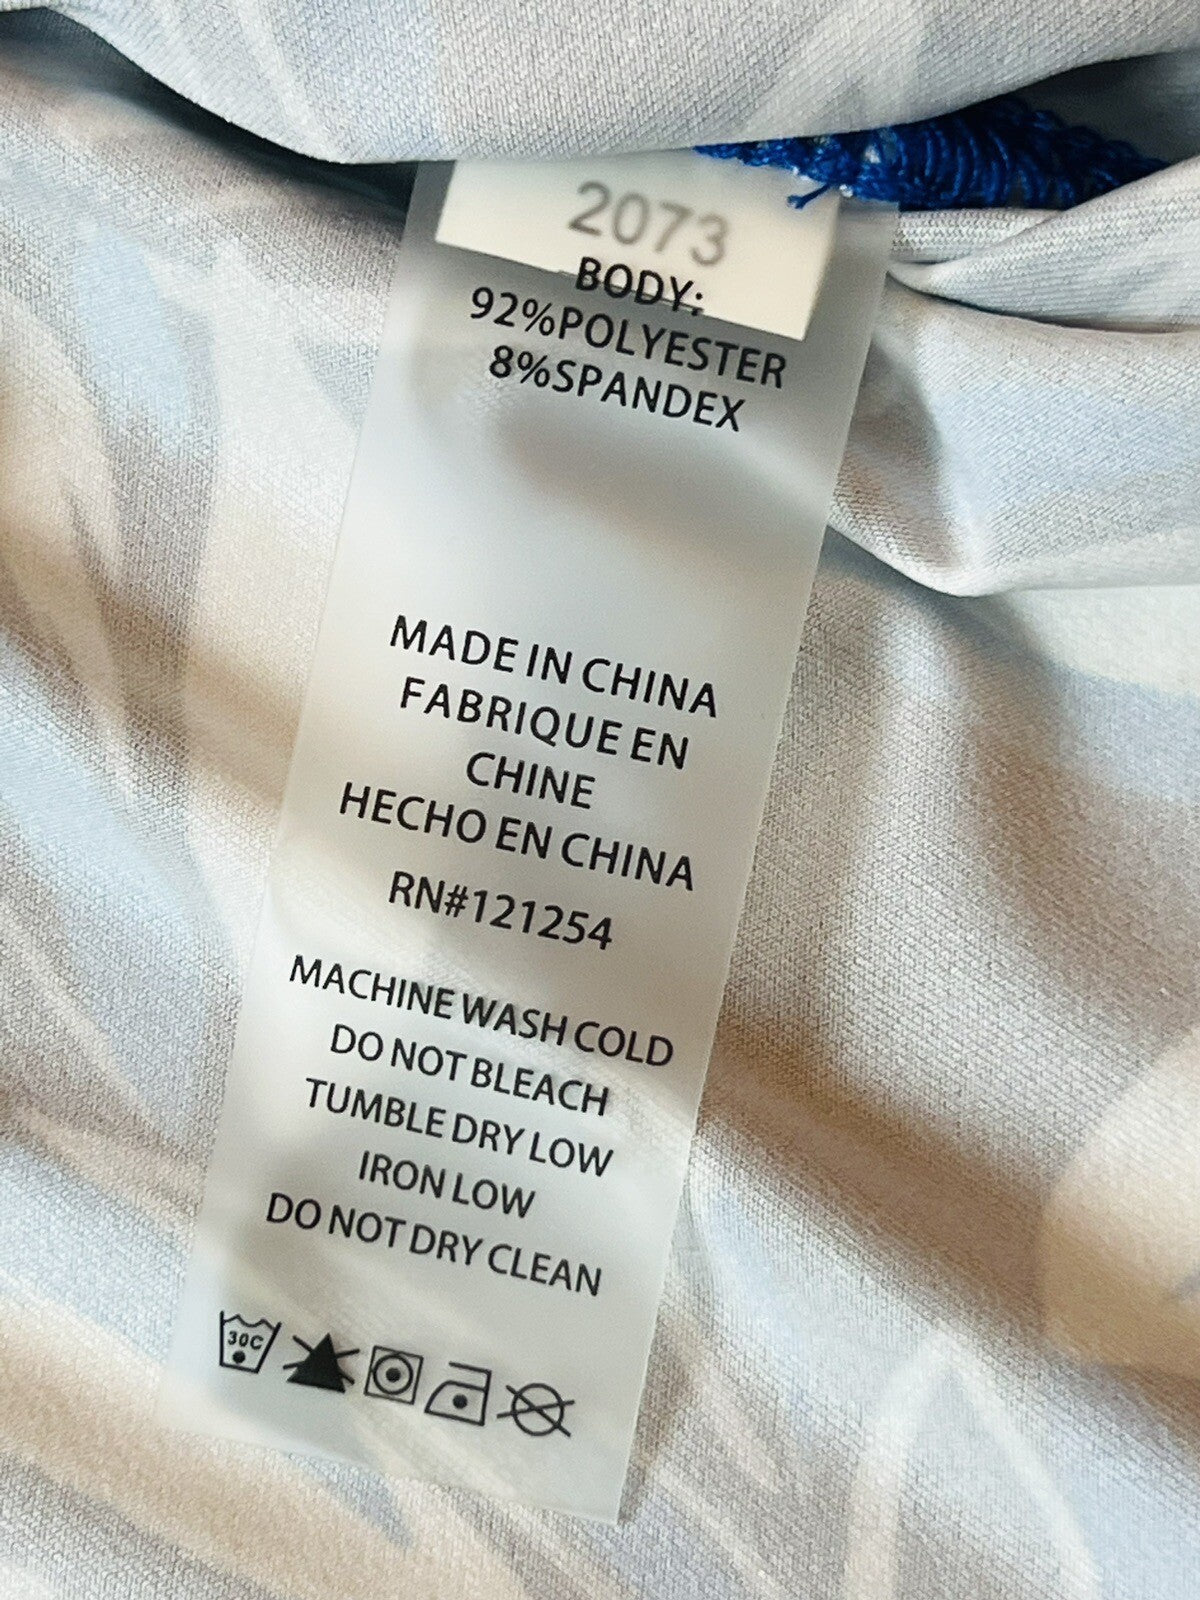 2073
BODY;
92%POLYESTER
8%SPANDEX
MADE IN CHINA
FABRIQUE EN
CHINE
HECHO EN CHINA
RN#121254
MACHINE WASH COLD
DO NOT BLEACH
TUMBLE DRY LOW
IRON LOW
DO NOT DRY CLEAN
30C